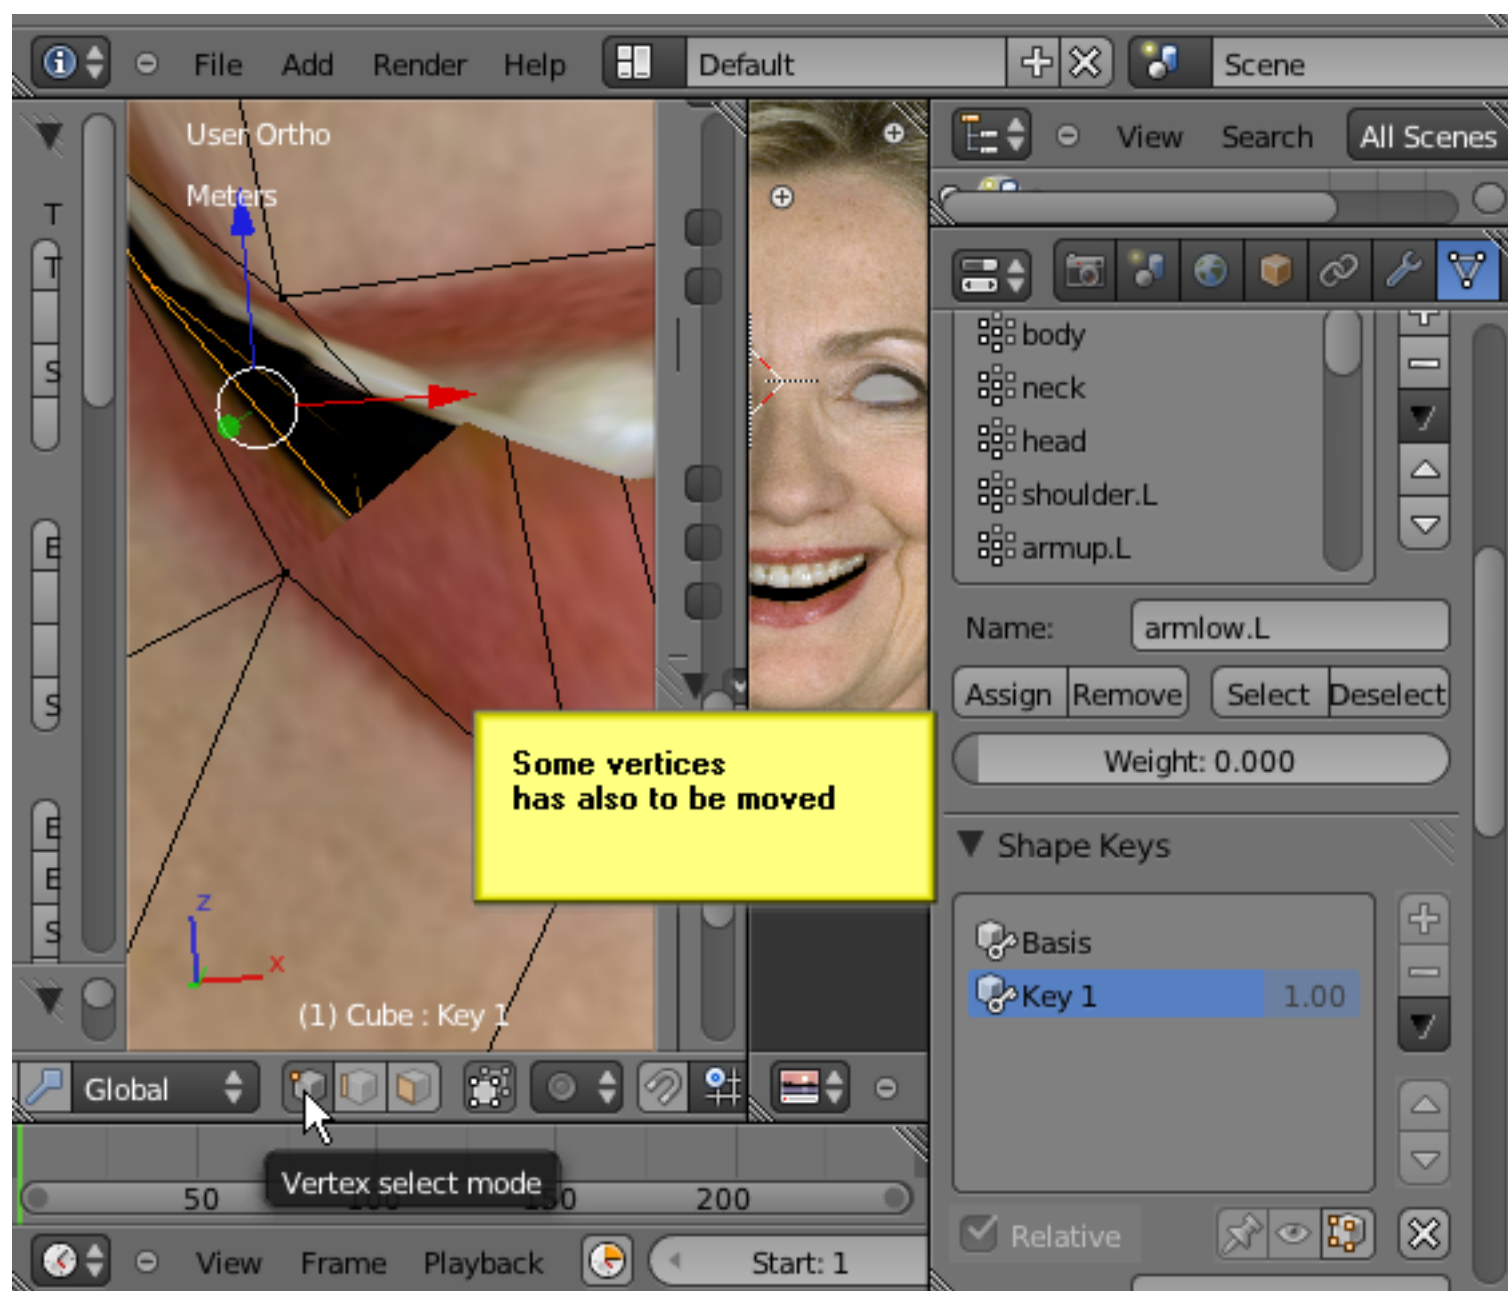 File Add Render Help Default Scene
View Search All Scenes
User Ortho
Meters
T
T
S
E
S
E
E
S
body
neck
head
shoulder.L
armup.L
Name: armlow.L
Assign Remove Select Deselect
Weight: 0.000
Some vertices
has also to be moved
Shape Keys
Basis
Key 1 1.00
z
x
(1) Cube : Key 1
Global
Vertex select mode
50 200
Relative
View Frame Playback Start: 1